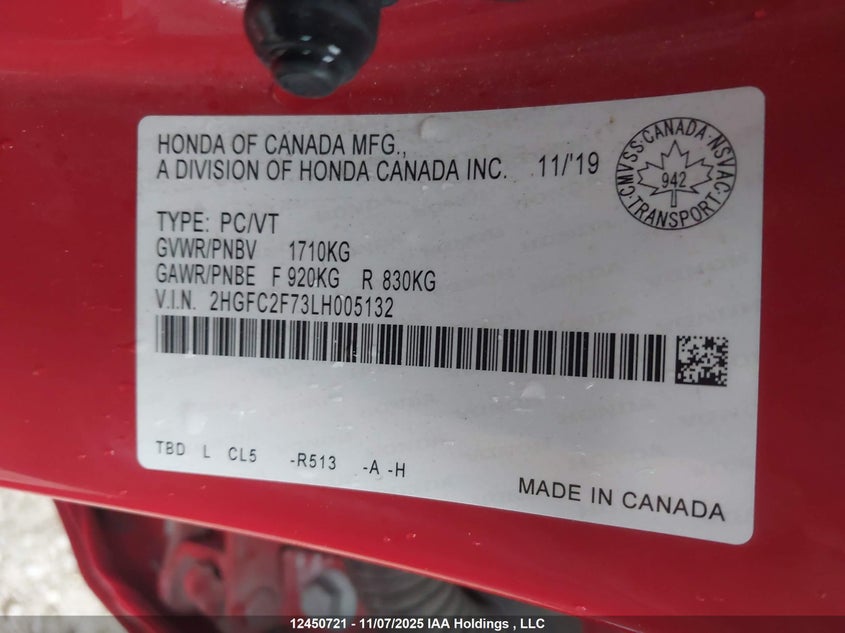 HONDA OF CANADA MFG.,
A DIVISION OF HONDA CANADA INC. 11/'19
CMVSS·CANADA·NSVAC·TRANSPORT·
942
TYPE: PC/VT
GVWR/PNBV 1710KG
GAWR/PNBE F 920KG R 830KG
V.I.N. 2HGFC2F73LH005132
TBD L CL5 -R513 -A -H
MADE IN CANADA
12450721 - 11/07/2025 IAA Holdings , LLC